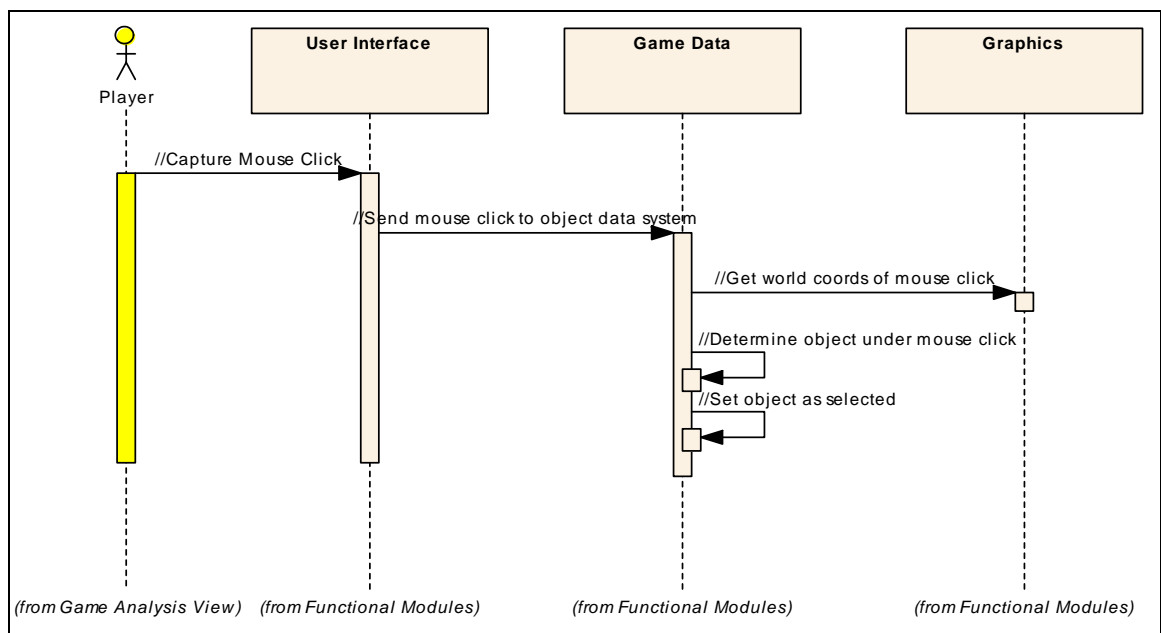 User Interface
Game Data
Graphics
Player
//Capture Mouse Click
//Send mouse click to object data system
//Get world coords of mouse click
//Determine object under mouse click
//Set object as selected
(from Game Analysis View)
(from Functional Modules)
(from Functional Modules)
(from Functional Modules)